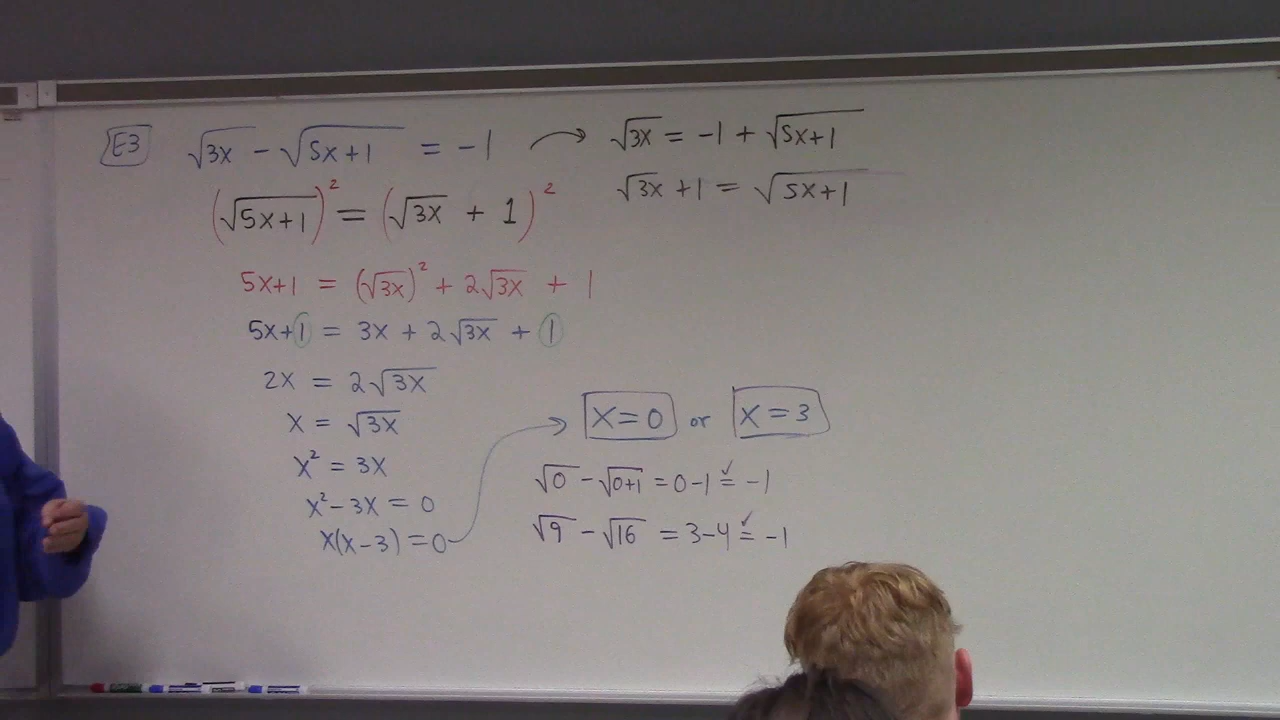 E3 √(3x) − √(5x+1) = −1
√(3x) = −1 + √(5x+1)
√(3x) + 1 = √(5x+1)
(√(5x+1))² = (√(3x) + 1)²
5x+1 = (√(3x))² + 2√(3x) + 1
5x+1 = 3x + 2√(3x) + 1
2x = 2√(3x)
x = √(3x)
x² = 3x
x² − 3x = 0
x(x−3) = 0
x = 0 or x = 3
√0 − √(0+1) = 0−1 ✓= −1
√9 − √16 = 3−4 ✓= −1